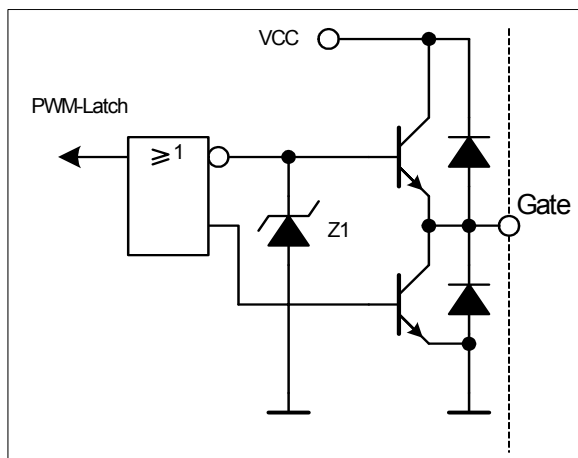 VCC
PWM-Latch
≥1
Z1
Gate